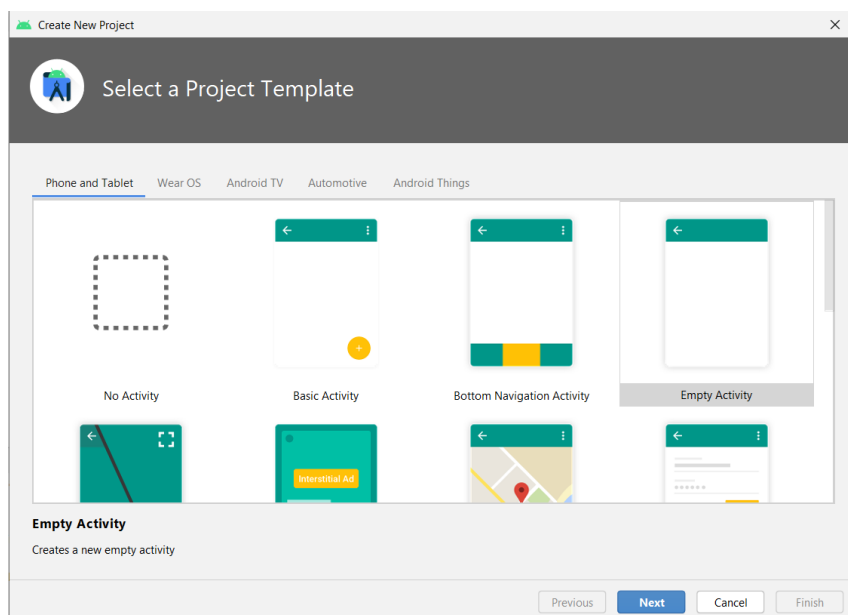 Create New Project
Select a Project Template
Phone and Tablet
Wear OS
Android TV
Automotive
Android Things
No Activity
Basic Activity
Bottom Navigation Activity
Empty Activity
Interstitial Ad
Empty Activity
Creates a new empty activity
Previous
Next
Cancel
Finish